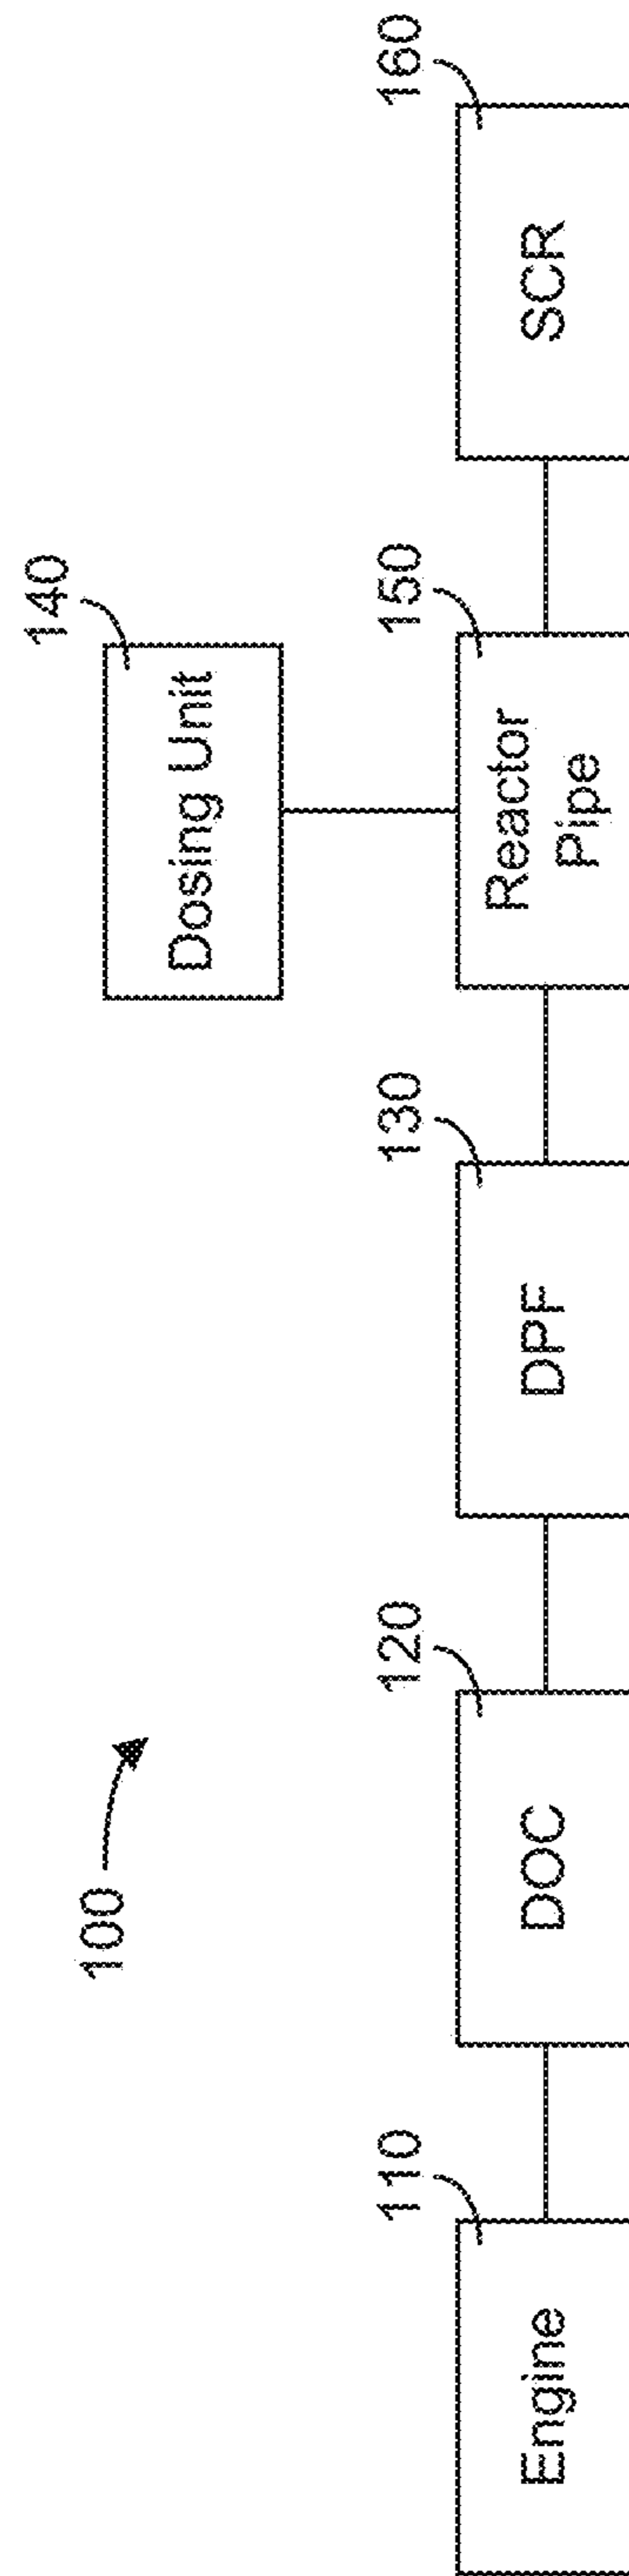 100
140
Dosing Unit
110
120
130
150
160
Engine
DOC
DPF
Reactor
Pipe
SCR